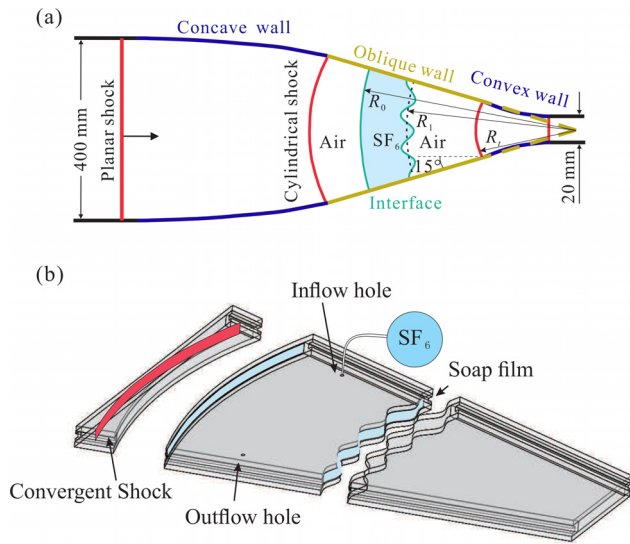 (a)
Concave wall
Oblique wall
Convex wall
400 mm
Planar shock
Cylindrical shock
Air
R₀
SF₆
R₁
Air
Rₜ
15°
20 mm
Interface
(b)
Inflow hole
SF₆
Soap film
Convergent Shock
Outflow hole